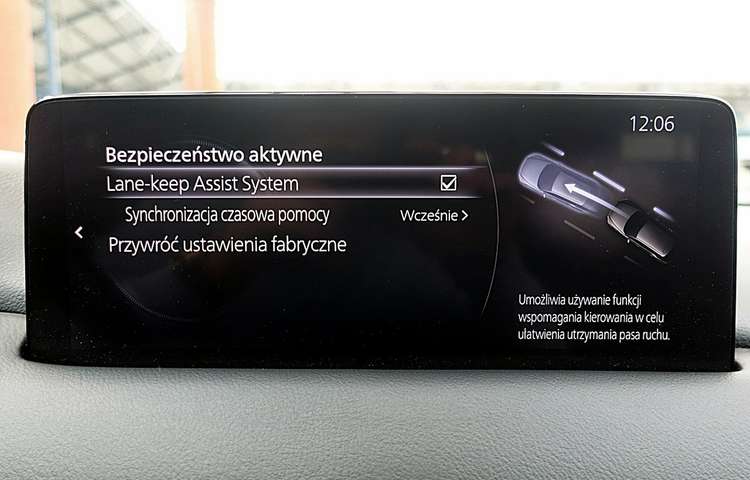 12:06
Bezpieczeństwo aktywne
Lane-keep Assist System
Synchronizacja czasowa pomocy Wcześnie >
Przywróć ustawienia fabryczne
Umożliwia używanie funkcji
wspomagania kierowania w celu
ułatwienia utrzymania pasa ruchu.